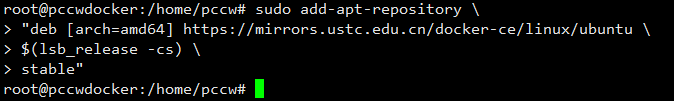 root@pccwdocker:/home/pccw# sudo add-apt-repository \
> "deb [arch=amd64] https://mirrors.ustc.edu.cn/docker-ce/linux/ubuntu \
> $(lsb_release -cs) \
> stable"
root@pccwdocker:/home/pccw#